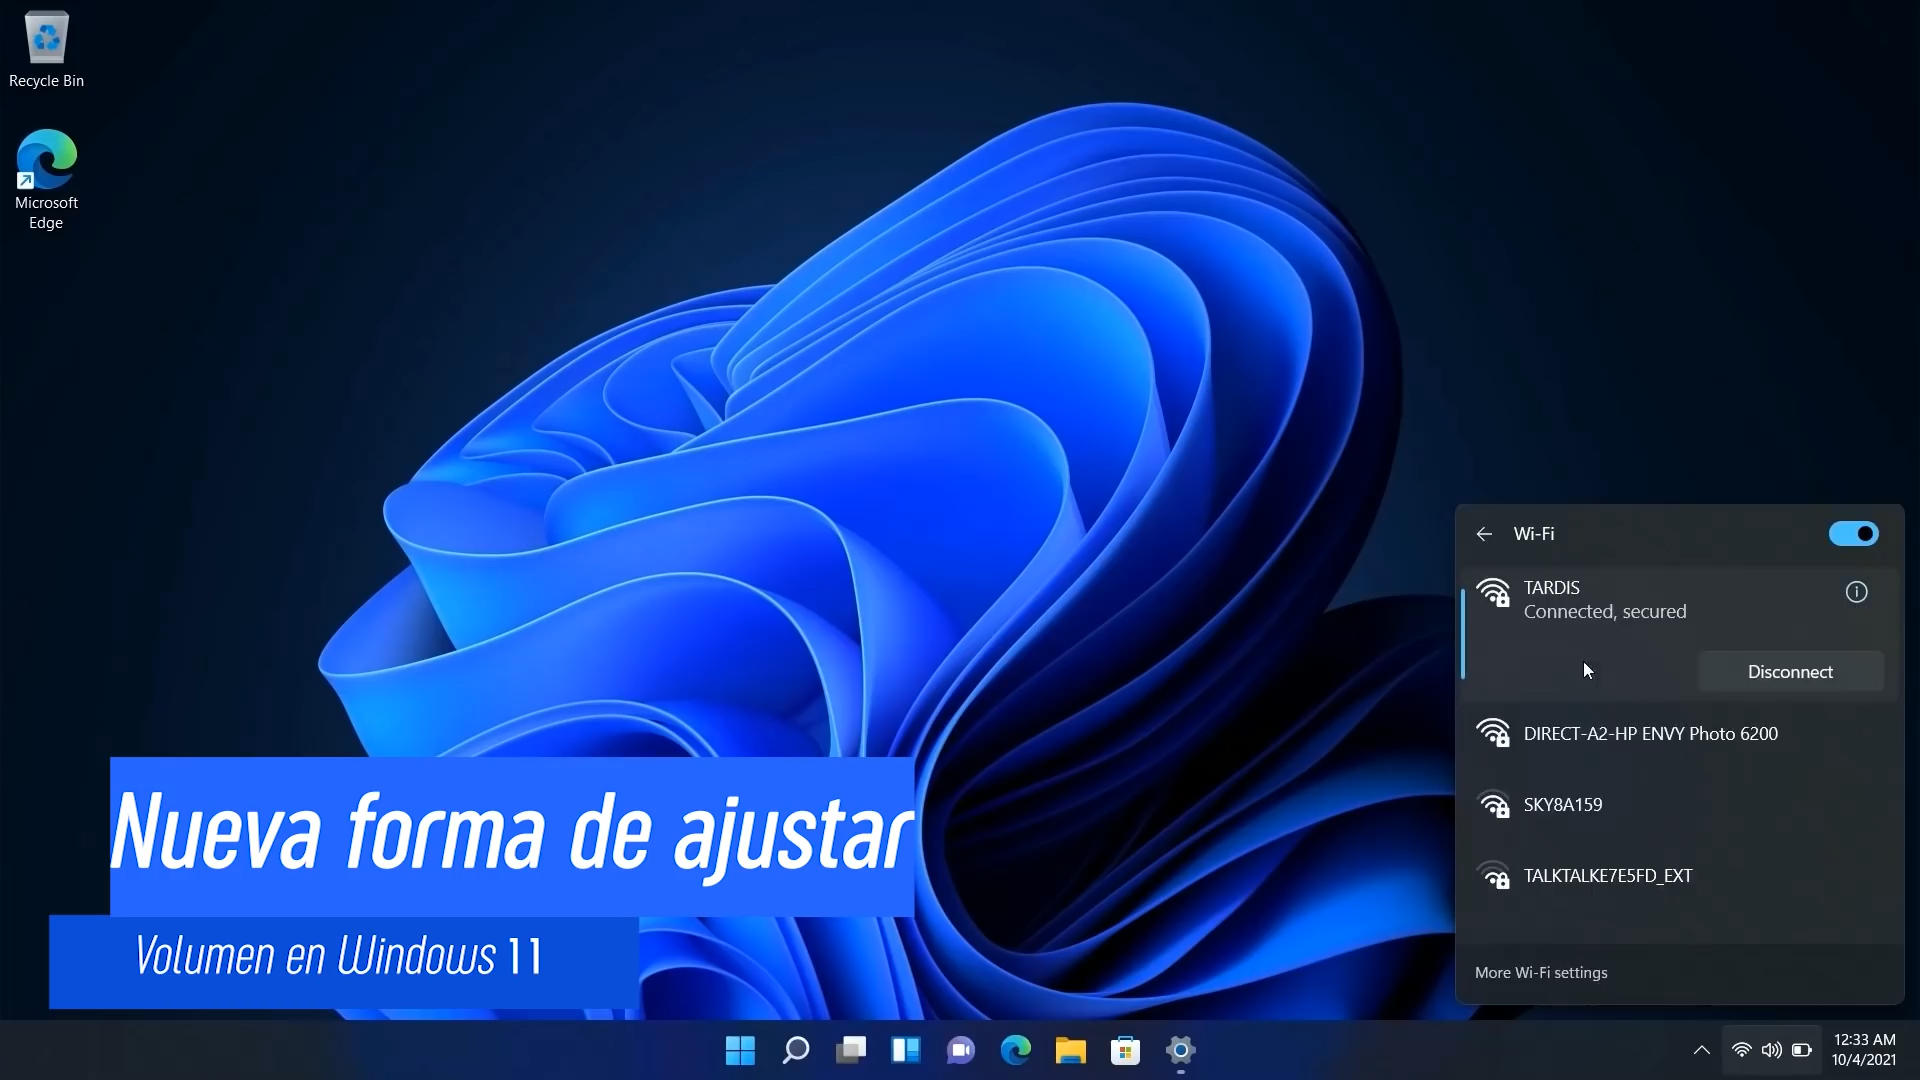 Recycle Bin
Microsoft
Edge
Wi-Fi
TARDIS
Connected, secured
Disconnect
DIRECT-A2-HP ENVY Photo 6200
SKY8A159
TALKTALKE7E5FD_EXT
More Wi-Fi settings
Nueva forma de ajustar
Volumen en Windows 11
12:33 AM
10/4/2021